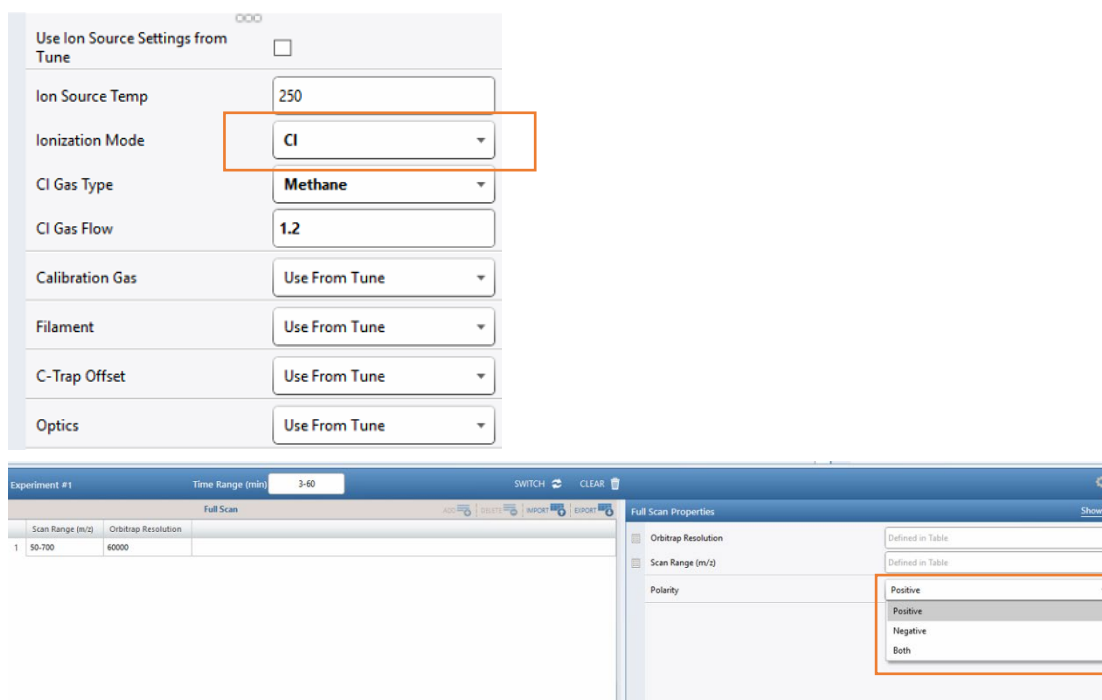 Use Ion Source Settings from
Tune
Ion Source Temp 250
Ionization Mode CI
CI Gas Type Methane
CI Gas Flow 1.2
Calibration Gas Use From Tune
Filament Use From Tune
C-Trap Offset Use From Tune
Optics Use From Tune
Experiment #1 Time Range (min) 3-60 SWITCH CLEAR
Full Scan ADD DELETE IMPORT EXPORT
Scan Range (m/z) Orbitrap Resolution
1 50-700 60000
Full Scan Properties Show
Orbitrap Resolution Defined in Table
Scan Range (m/z) Defined in Table
Polarity Positive
Positive
Negative
Both